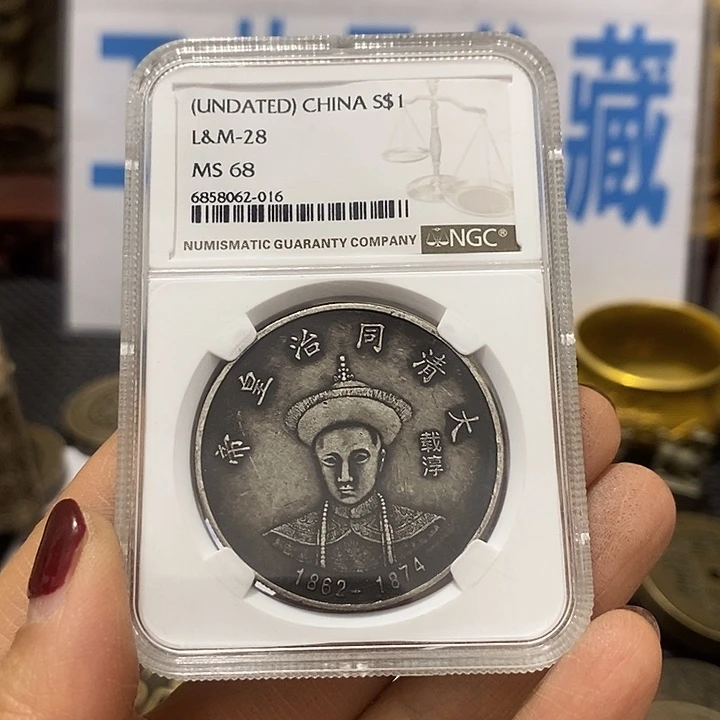 (UNDATED) CHINA S$1
L&M-28
MS 68
6858062-016
NUMISMATIC GUARANTY COMPANY NGC®
大清同治皇帝
載淳
1862-1874
藏